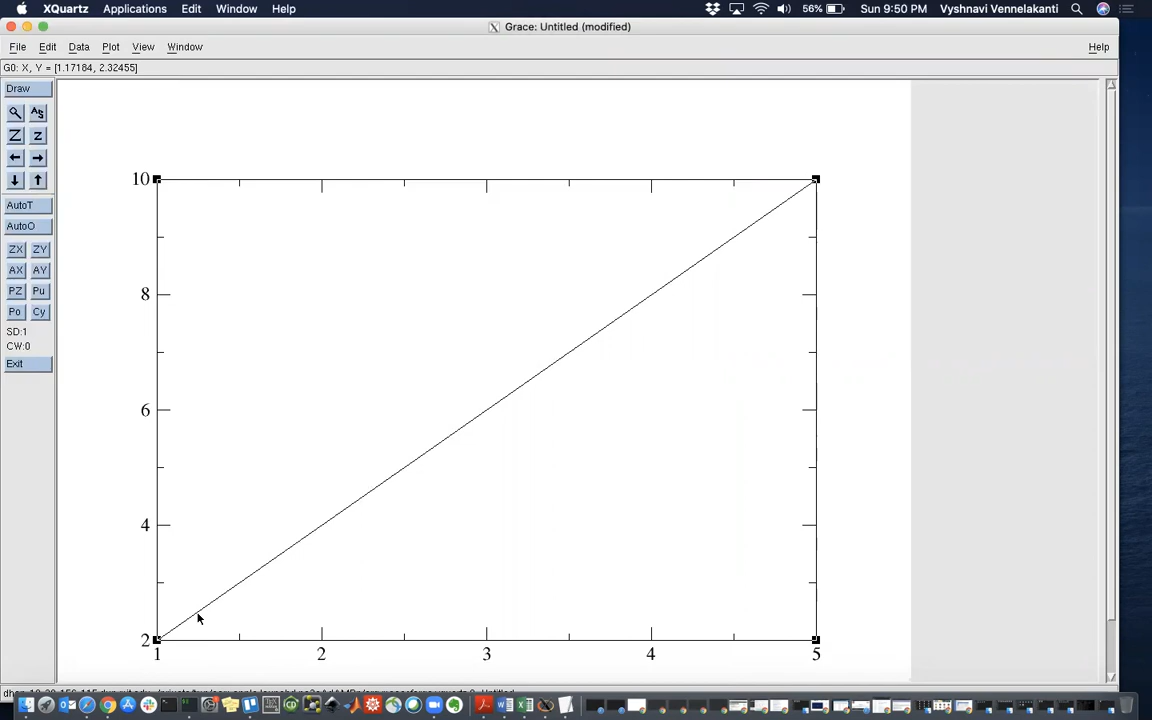 XQuartz Applications Edit Window Help 56% Sun 9:50 PM Vyshnavi Vennelakanti
Grace: Untitled (modified)
File Edit Data Plot View Window Help
G0: X, Y = [1.17184, 2.32455]
Draw
AS
Z z
AutoT
AutoO
ZX ZY
AX AY
PZ Pu
Po Cy
SD:1
CW:0
Exit
10
8
6
4
2
1 2 3 4 5